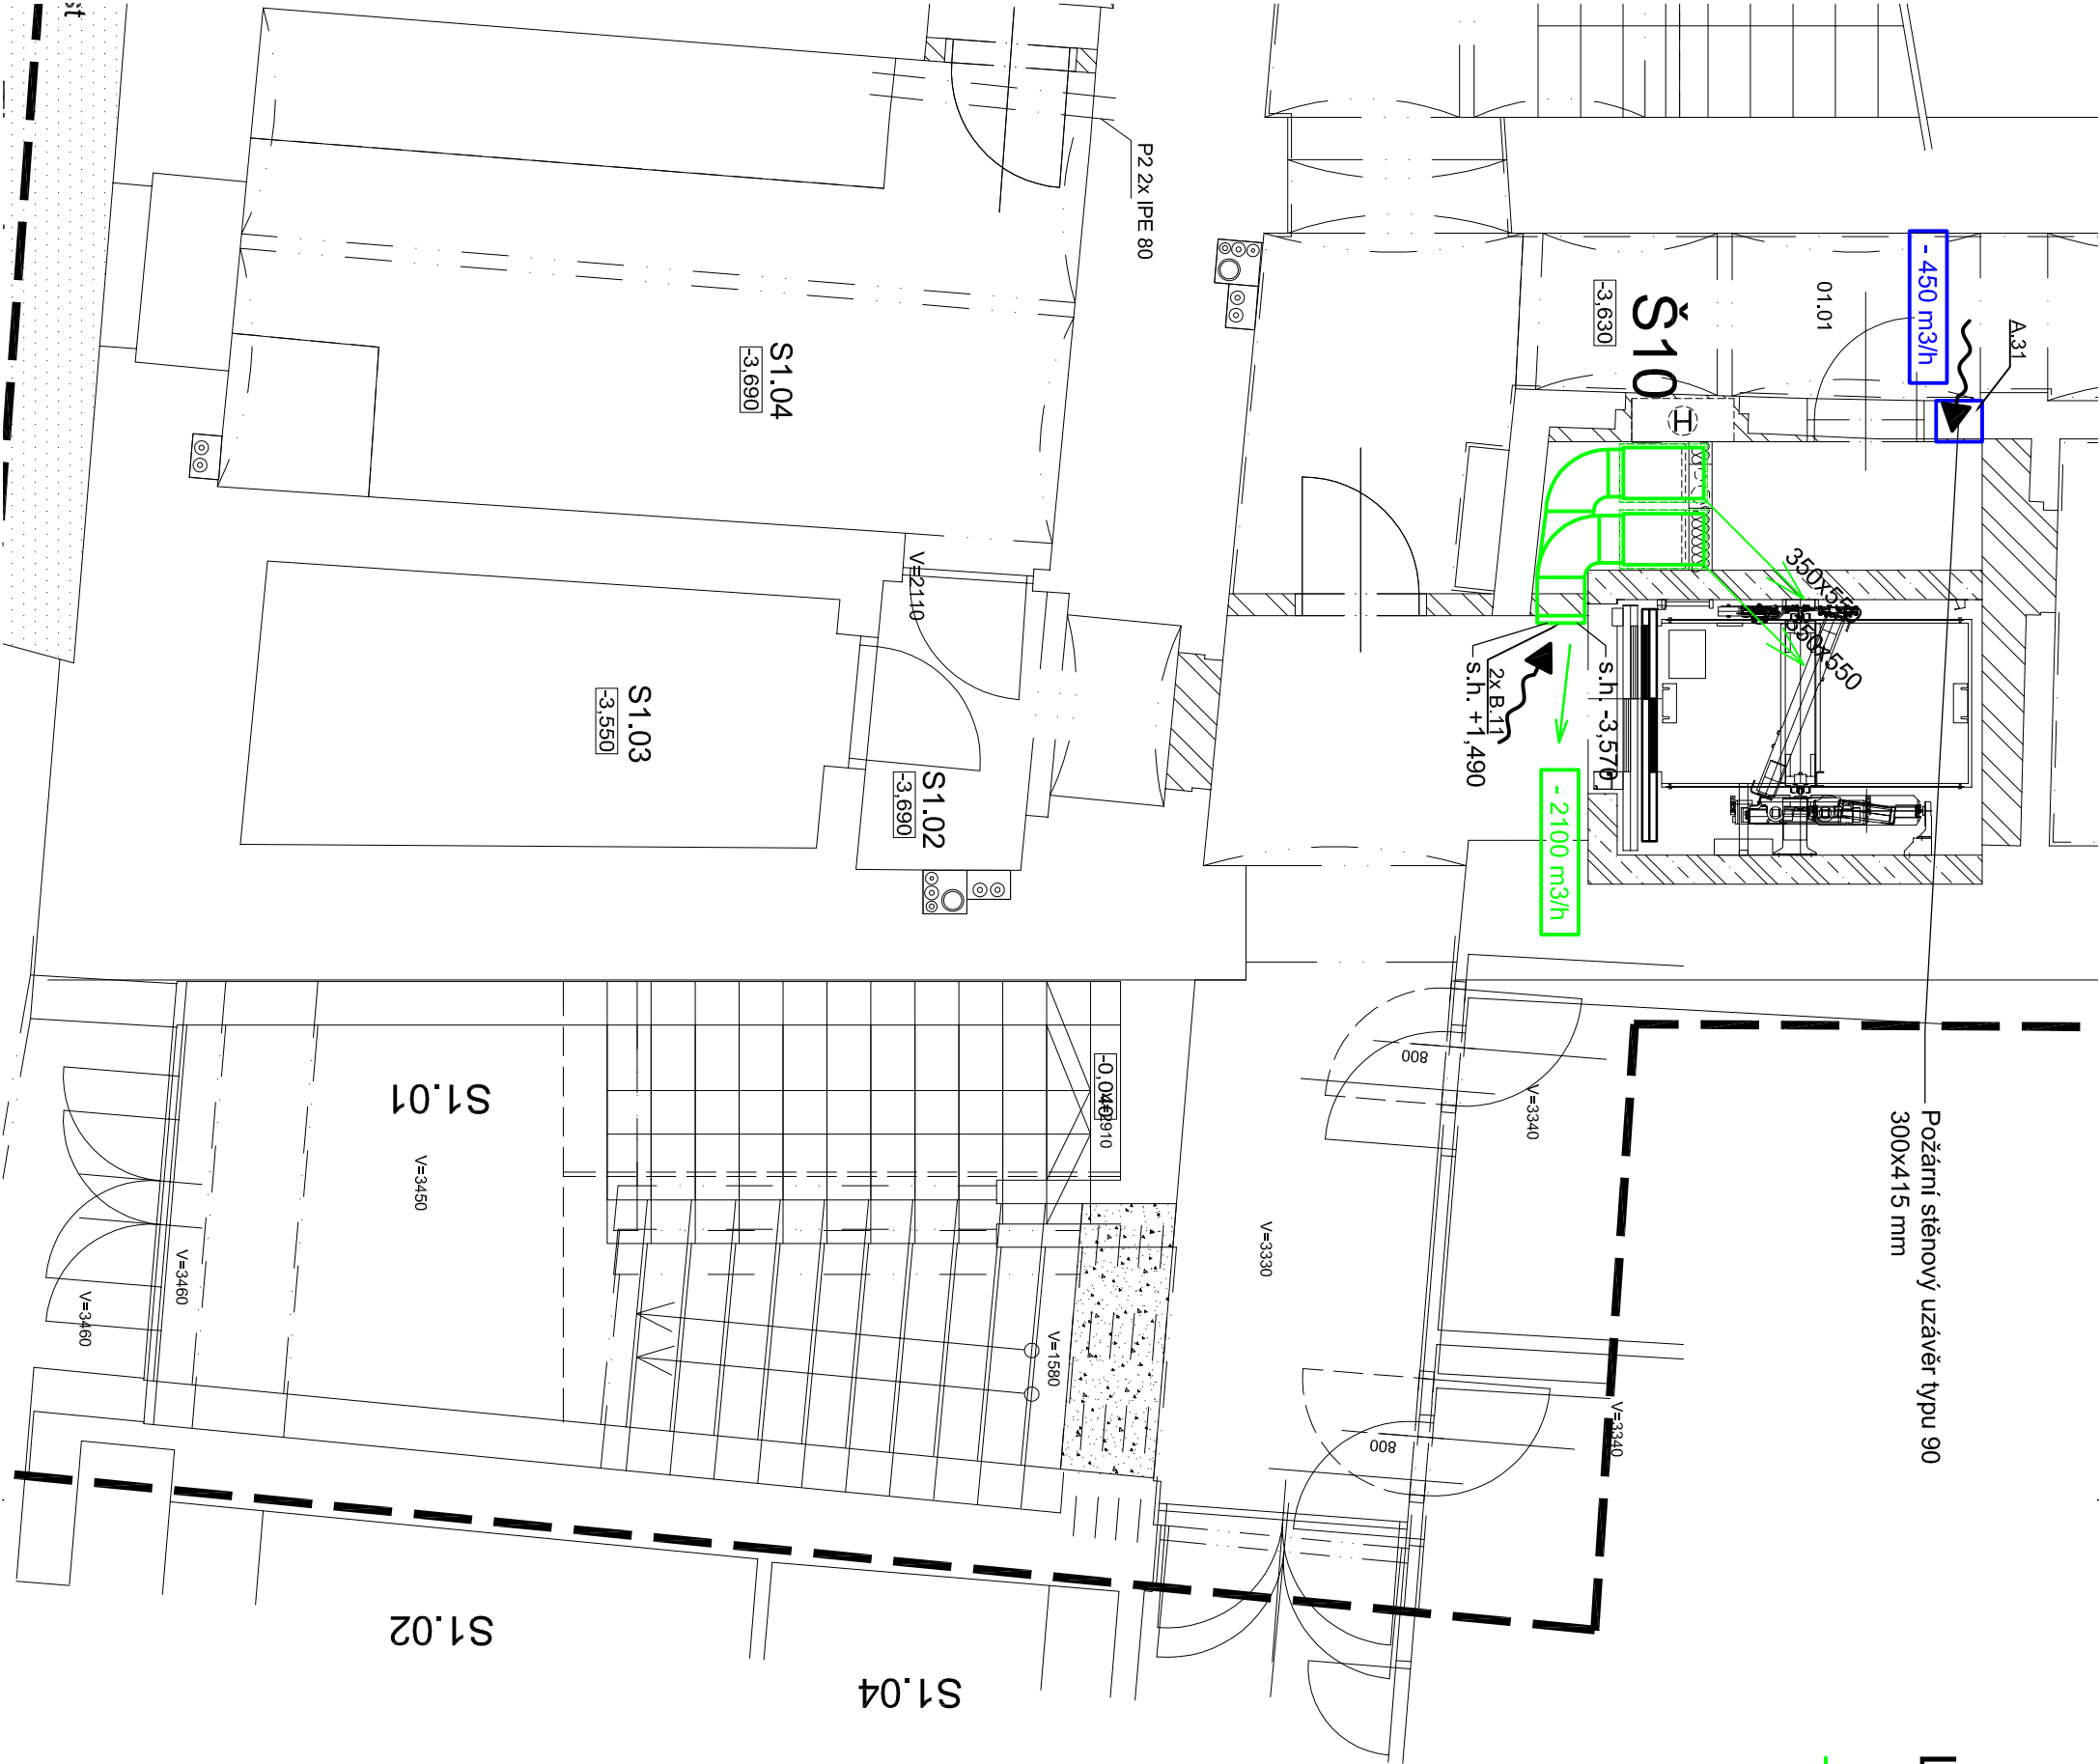 P2 2x IPE 80
- 450 m3/h
A.31
01.01
Š10
-3,630
H
S1.04
-3,690
V=2110
S1.03
-3,550
S1.02
-3,690
350x550
350x550
s.h. -3,570
2x B.11
s.h. +1,490
- 2100 m3/h
Požární stěnový uzávěr typu 90
300x415 mm
800
V=3340
S1.01
V=3450
V=3460
V=3460
V=3330
V=1580
800
V=3340
S1.02
S1.04